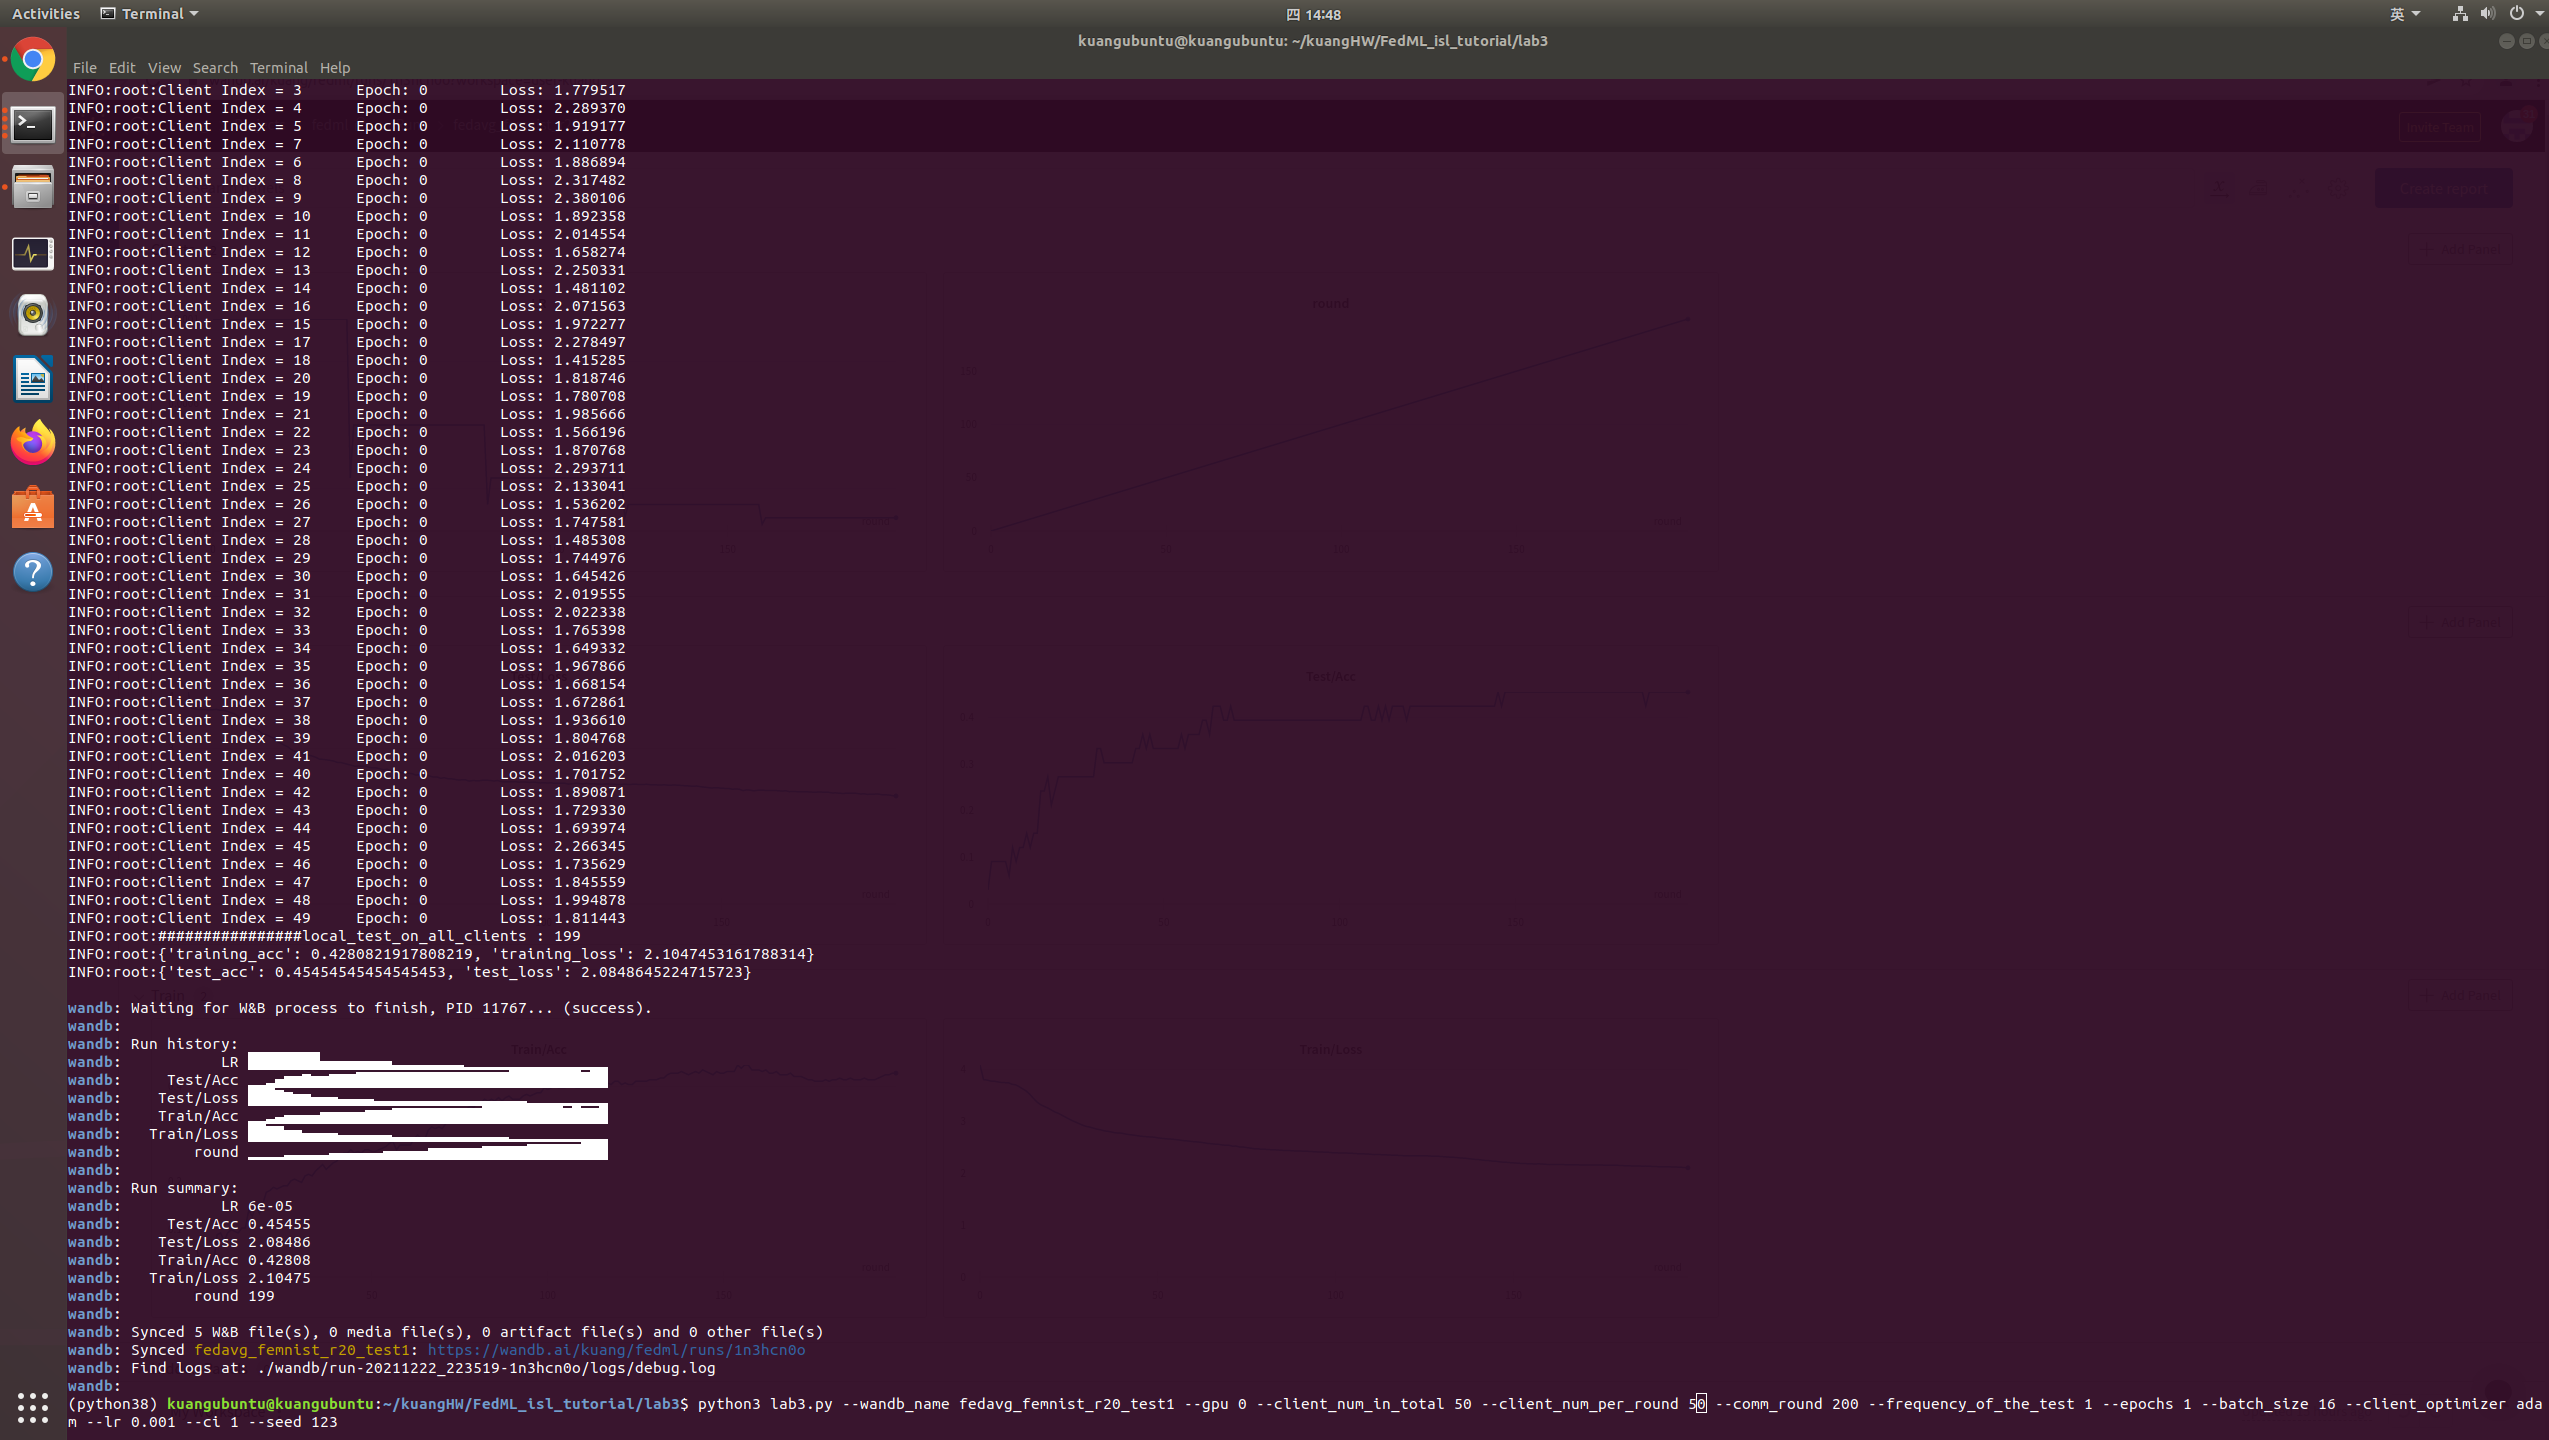 Activities Terminal 四 14:48 英
kuangubuntu@kuangubuntu: ~/kuangHW/FedML_isl_tutorial/lab3
File Edit View Search Terminal Help
INFO:root:Client Index = 3 Epoch: 0 Loss: 1.779517
INFO:root:Client Index = 4 Epoch: 0 Loss: 2.289370
INFO:root:Client Index = 5 Epoch: 0 Loss: 1.919177
INFO:root:Client Index = 7 Epoch: 0 Loss: 2.110778
INFO:root:Client Index = 6 Epoch: 0 Loss: 1.886894
INFO:root:Client Index = 8 Epoch: 0 Loss: 2.317482
INFO:root:Client Index = 9 Epoch: 0 Loss: 2.380106
INFO:root:Client Index = 10 Epoch: 0 Loss: 1.892358
INFO:root:Client Index = 11 Epoch: 0 Loss: 2.014554
INFO:root:Client Index = 12 Epoch: 0 Loss: 1.658274
INFO:root:Client Index = 13 Epoch: 0 Loss: 2.250331
INFO:root:Client Index = 14 Epoch: 0 Loss: 1.481102
INFO:root:Client Index = 16 Epoch: 0 Loss: 2.071563
INFO:root:Client Index = 15 Epoch: 0 Loss: 1.972277
INFO:root:Client Index = 17 Epoch: 0 Loss: 2.278497
INFO:root:Client Index = 18 Epoch: 0 Loss: 1.415285
INFO:root:Client Index = 20 Epoch: 0 Loss: 1.818746
INFO:root:Client Index = 19 Epoch: 0 Loss: 1.780708
INFO:root:Client Index = 21 Epoch: 0 Loss: 1.985666
INFO:root:Client Index = 22 Epoch: 0 Loss: 1.566196
INFO:root:Client Index = 23 Epoch: 0 Loss: 1.870768
INFO:root:Client Index = 24 Epoch: 0 Loss: 2.293711
INFO:root:Client Index = 25 Epoch: 0 Loss: 2.133041
INFO:root:Client Index = 26 Epoch: 0 Loss: 1.536202
INFO:root:Client Index = 27 Epoch: 0 Loss: 1.747581
INFO:root:Client Index = 28 Epoch: 0 Loss: 1.485308
INFO:root:Client Index = 29 Epoch: 0 Loss: 1.744976
INFO:root:Client Index = 30 Epoch: 0 Loss: 1.645426
INFO:root:Client Index = 31 Epoch: 0 Loss: 2.019555
INFO:root:Client Index = 32 Epoch: 0 Loss: 2.022338
INFO:root:Client Index = 33 Epoch: 0 Loss: 1.765398
INFO:root:Client Index = 34 Epoch: 0 Loss: 1.649332
INFO:root:Client Index = 35 Epoch: 0 Loss: 1.967866
INFO:root:Client Index = 36 Epoch: 0 Loss: 1.668154
INFO:root:Client Index = 37 Epoch: 0 Loss: 1.672861
INFO:root:Client Index = 38 Epoch: 0 Loss: 1.936610
INFO:root:Client Index = 39 Epoch: 0 Loss: 1.804768
INFO:root:Client Index = 41 Epoch: 0 Loss: 2.016203
INFO:root:Client Index = 40 Epoch: 0 Loss: 1.701752
INFO:root:Client Index = 42 Epoch: 0 Loss: 1.890871
INFO:root:Client Index = 43 Epoch: 0 Loss: 1.729330
INFO:root:Client Index = 44 Epoch: 0 Loss: 1.693974
INFO:root:Client Index = 45 Epoch: 0 Loss: 2.266345
INFO:root:Client Index = 46 Epoch: 0 Loss: 1.735629
INFO:root:Client Index = 47 Epoch: 0 Loss: 1.845559
INFO:root:Client Index = 48 Epoch: 0 Loss: 1.994878
INFO:root:Client Index = 49 Epoch: 0 Loss: 1.811443
INFO:root:################local_test_on_all_clients : 199
INFO:root:{'training_acc': 0.4280821917808219, 'training_loss': 2.1047453161788314}
INFO:root:{'test_acc': 0.45454545454545453, 'test_loss': 2.0848645224715723}
wandb: Waiting for W&B process to finish, PID 11767... (success).
wandb:
wandb: Run history:
wandb: LR
wandb: Test/Acc
wandb: Test/Loss
wandb: Train/Acc
wandb: Train/Loss
wandb: round
wandb:
wandb: Run summary:
wandb: LR 6e-05
wandb: Test/Acc 0.45455
wandb: Test/Loss 2.08486
wandb: Train/Acc 0.42808
wandb: Train/Loss 2.10475
wandb: round 199
wandb:
wandb: Synced 5 W&B file(s), 0 media file(s), 0 artifact file(s) and 0 other file(s)
wandb: Synced fedavg_femnist_r20_test1: https://wandb.ai/kuang/fedml/runs/1n3hcn0o
wandb: Find logs at: ./wandb/run-20211222_223519-1n3hcn0o/logs/debug.log
wandb:
(python38) kuangubuntu@kuangubuntu:~/kuangHW/FedML_isl_tutorial/lab3$ python3 lab3.py --wandb_name fedavg_femnist_r20_test1 --gpu 0 --client_num_in_total 50 --client_num_per_round 50 --comm_round 200 --frequency_of_the_test 1 --epochs 1 --batch_size 16 --client_optimizer ada
m --lr 0.001 --ci 1 --seed 123
Invite Team
Create report
Add Panel
round
Add Panel
Test/Acc
Add Panel
Train/Acc
Train/Loss